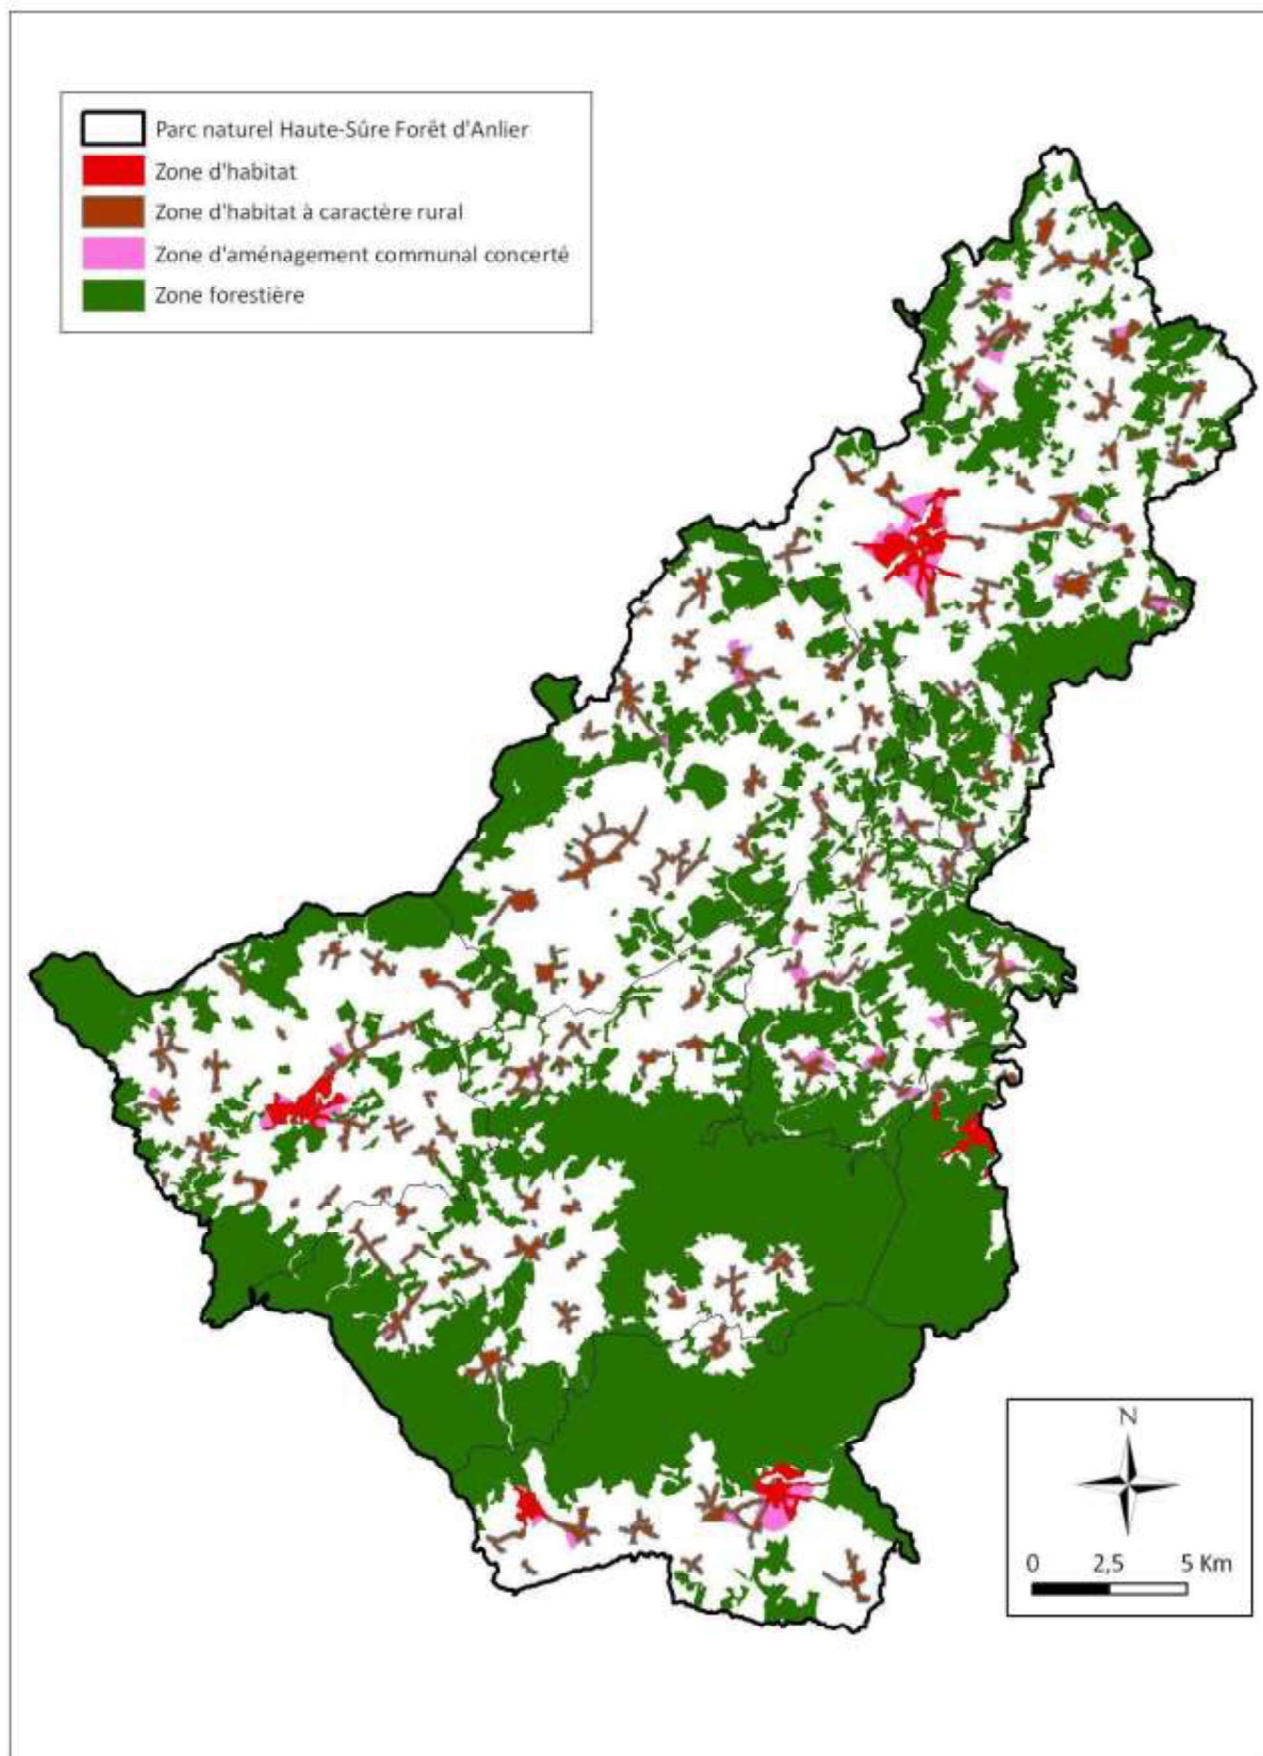 Parc naturel Haute-Sûre Forêt d'Anlier
Zone d'habitat
Zone d'habitat à caractère rural
Zone d'aménagement communal concerté
Zone forestière
N
0 2,5 5 Km